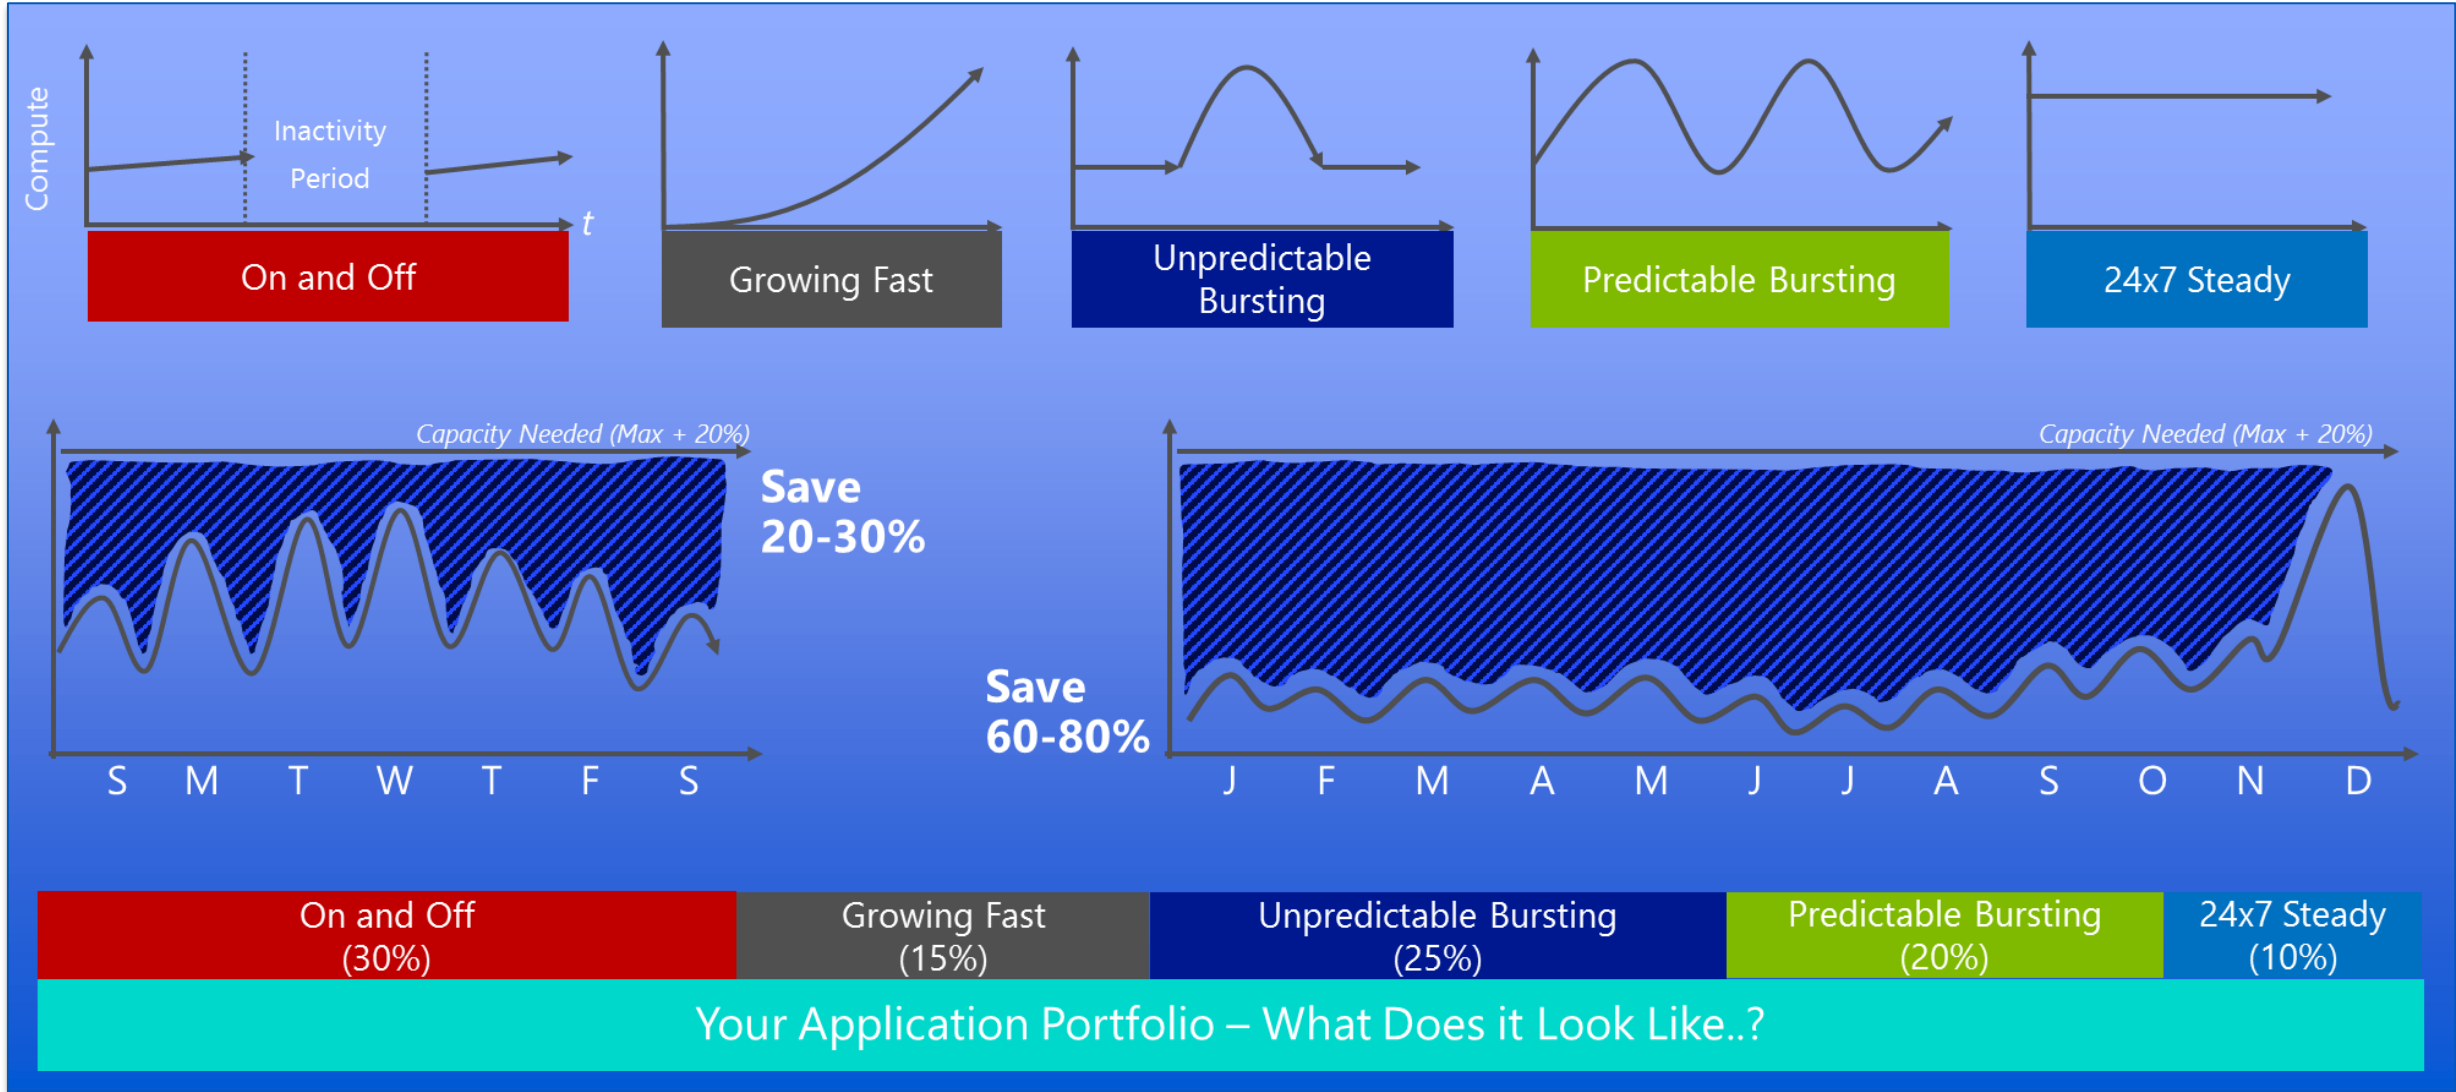 Compute
Inactivity
Period
t
On and Off
Growing Fast
Unpredictable
Bursting
Predictable Bursting
24x7 Steady
Capacity Needed (Max + 20%)
Save
20-30%
S M T W T F S
Capacity Needed (Max + 20%)
Save
60-80%
J F M A M J J A S O N D
On and Off
(30%)
Growing Fast
(15%)
Unpredictable Bursting
(25%)
Predictable Bursting
(20%)
24x7 Steady
(10%)
Your Application Portfolio – What Does it Look Like..?